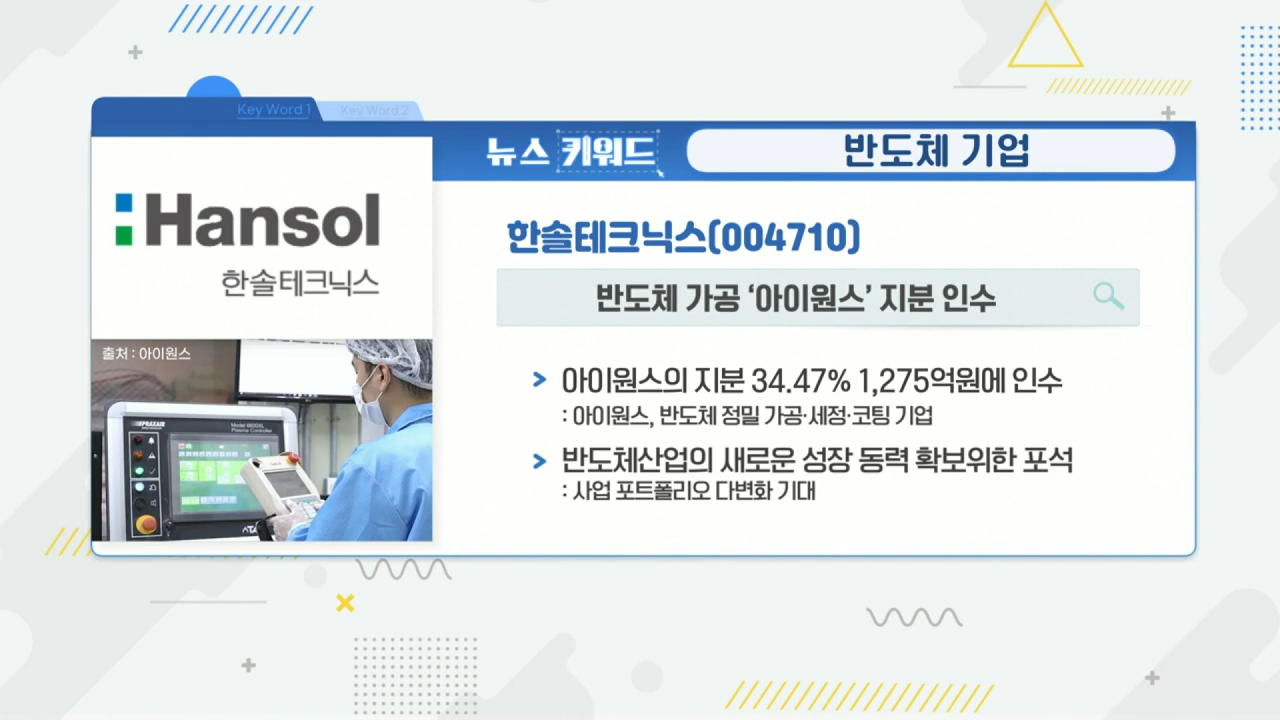 Key Word 1
Key Word 2
뉴스 키워드
반도체 기업
Hansol
한솔테크닉스
출처 : 아이원스
PRAXAIR
Plasma Controller
한솔테크닉스(004710)
반도체 가공 ‘아이원스’ 지분 인수
아이원스의 지분 34.47% 1,275억원에 인수
: 아이원스, 반도체 정밀 가공·세정·코팅 기업
반도체산업의 새로운 성장 동력 확보위한 포석
: 사업 포트폴리오 다변화 기대